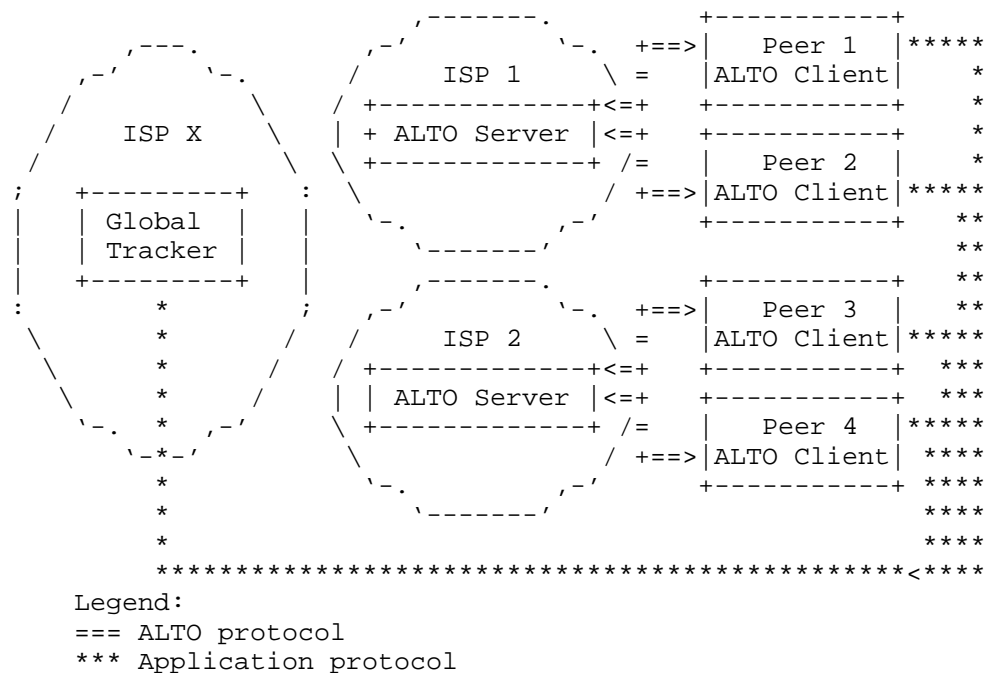 ISP 1
Peer 1
ALTO Client
ISP X
ALTO Server
Peer 2
ALTO Client
Global
Tracker
ISP 2
Peer 3
ALTO Client
ALTO Server
Peer 4
ALTO Client
Legend:
=== ALTO protocol
*** Application protocol